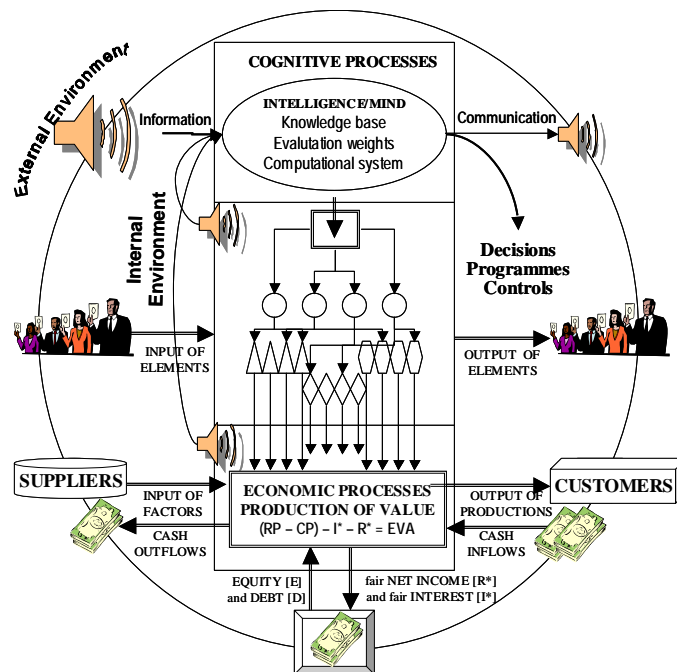 External Environment
COGNITIVE PROCESSES
Information
INTELLIGENCE/MIND
Knowledge base
Evalutation weights
Computational system
Communication
Internal
Environment
Decisions
Programmes
Controls
INPUT OF
ELEMENTS
OUTPUT OF
ELEMENTS
SUPPLIERS
INPUT OF
FACTORS
CASH
OUTFLOWS
ECONOMIC PROCESSES
PRODUCTION OF VALUE
(RP – CP) – I* – R* = EVA
OUTPUT OF
PRODUCTIONS
CASH
INFLOWS
CUSTOMERS
EQUITY [E]
and DEBT [D]
fair NET INCOME [R*]
and fair INTEREST [I*]